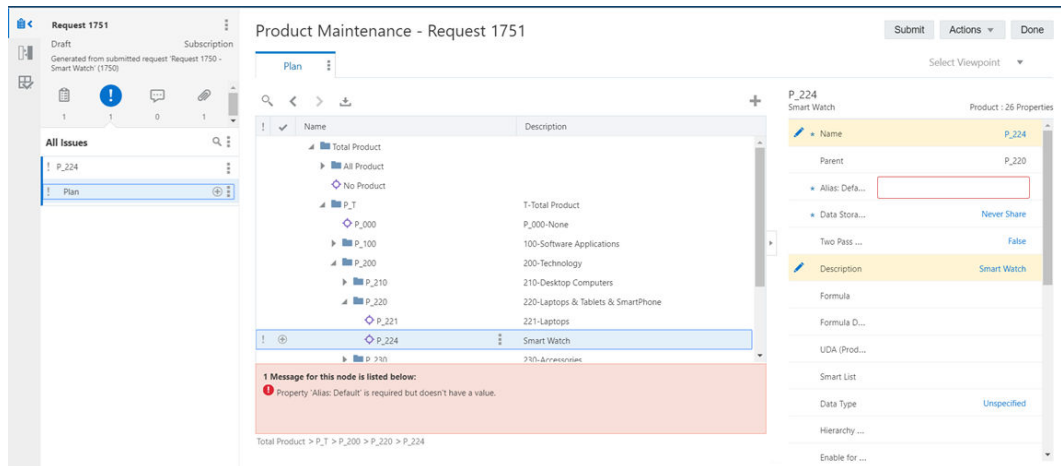 Request 1751
Draft Subscription
Generated from submitted request 'Request 1750 -
Smart Watch' (1750)
1 1 0 1
All Issues
! P_224
! Plan
Product Maintenance - Request 1751
Submit Actions Done
Plan
Select Viewpoint
! Name Description
Total Product
All Product
No Product
P_T T-Total Product
P_000 P_000-None
P_100 100-Software Applications
P_200 200-Technology
P_210 210-Desktop Computers
P_220 220-Laptops & Tablets & SmartPhone
P_221 221-Laptops
! P_224 Smart Watch
P_230 230-Accessories
1 Message for this node is listed below:
Property 'Alias: Default' is required but doesn't have a value.
Total Product > P_T > P_200 > P_220 > P_224
P_224
Smart Watch Product : 26 Properties
Name P_224
Parent P_220
Alias: Defa...
Data Stora... Never Share
Two Pass ... False
Description Smart Watch
Formula
Formula D...
UDA (Prod...
Smart List
Data Type Unspecified
Hierarchy ...
Enable for ...